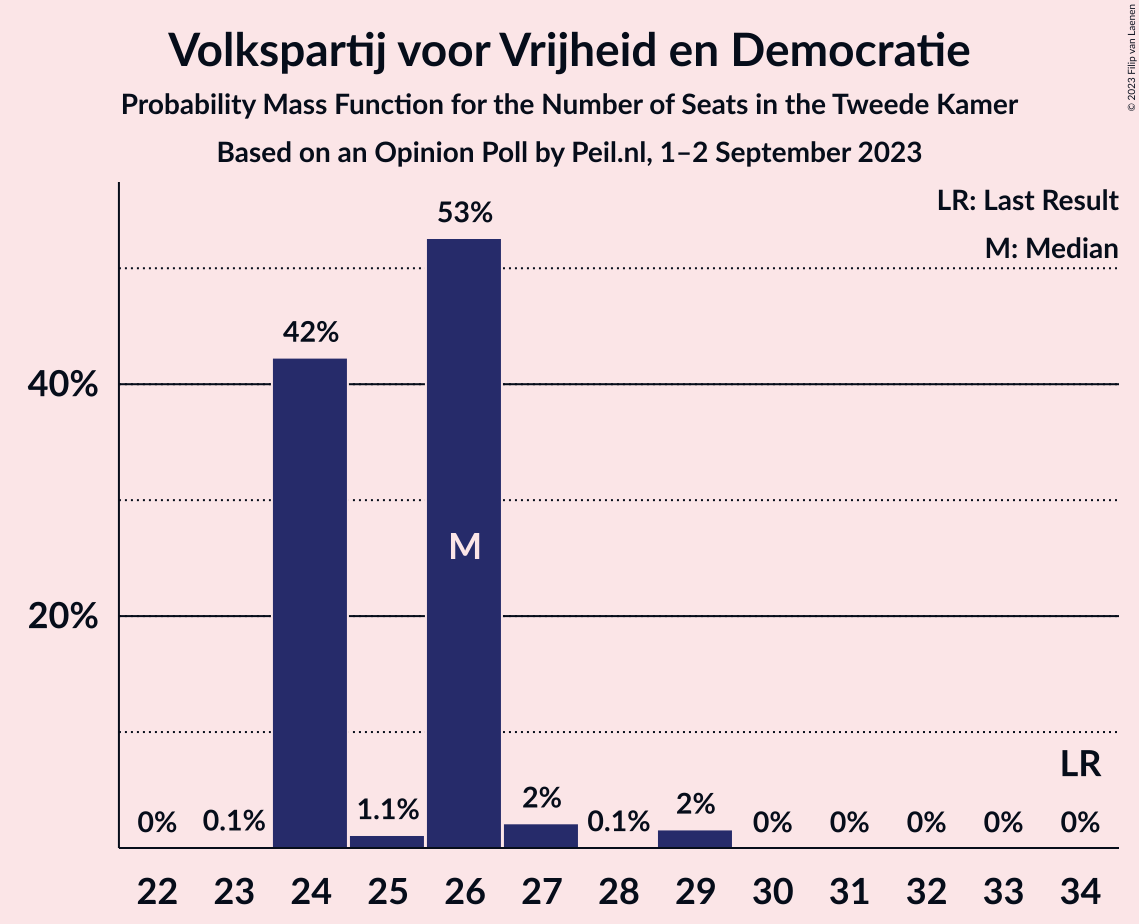 Volkspartij voor Vrijheid en Democratie
Probability Mass Function for the Number of Seats in the Tweede Kamer
Based on an Opinion Poll by Peil.nl, 1–2 September 2023
© 2023 Filip van Laenen
LR: Last Result
M: Median
53%
42%
40%
M
20%
LR
0%
0.1%
1.1%
2%
0.1%
2%
0%
0%
0%
0%
0%
22 23 24 25 26 27 28 29 30 31 32 33 34